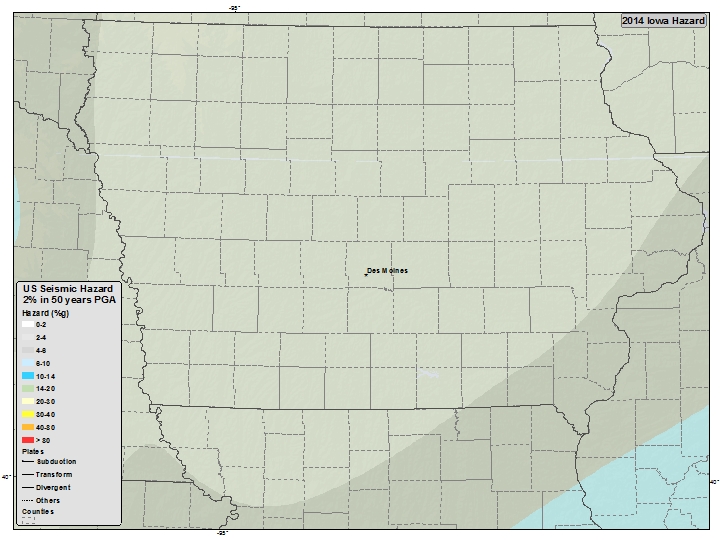 -95°
2014 Iowa Hazard
Des Moines
US Seismic Hazard
2% in 50 years PGA
Hazard (%g)
0-2
2-4
4-6
6-10
10-14
14-20
20-30
30-40
40-80
> 80
Plates
Subduction
Transform
Divergent
Others
Counties
40°
40°
-95°